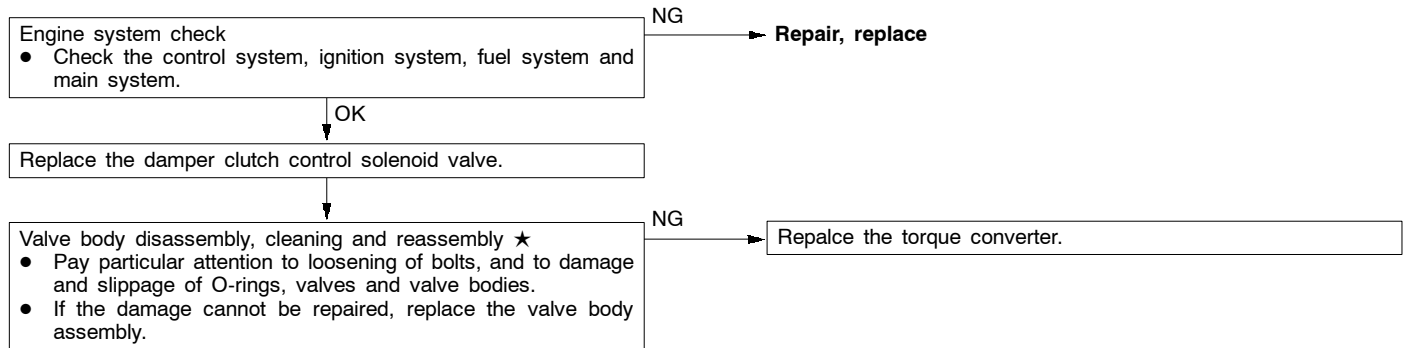 Engine system check
NG
● Check the control system, ignition system, fuel system and
main system.
Repair, replace
OK
Replace the damper clutch control solenoid valve.
Valve body disassembly, cleaning and reassembly ★
NG
● Pay particular attention to loosening of bolts, and to damage
and slippage of O-rings, valves and valve bodies.
● If the damage cannot be repaired, replace the valve body
assembly.
Repalce the torque converter.